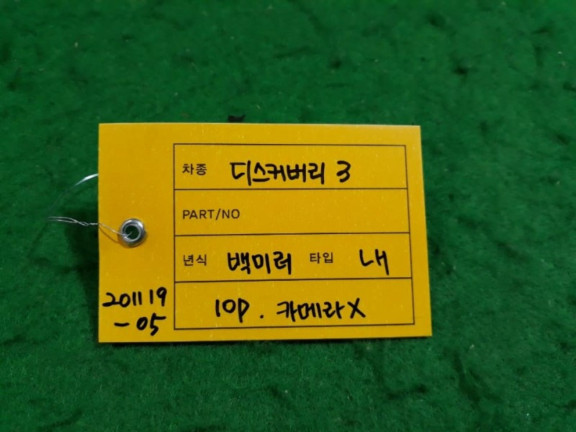 차종 디스커버리 3
PART/NO
년식 백미러 타입 내
10P. 카메라X
201119
-05